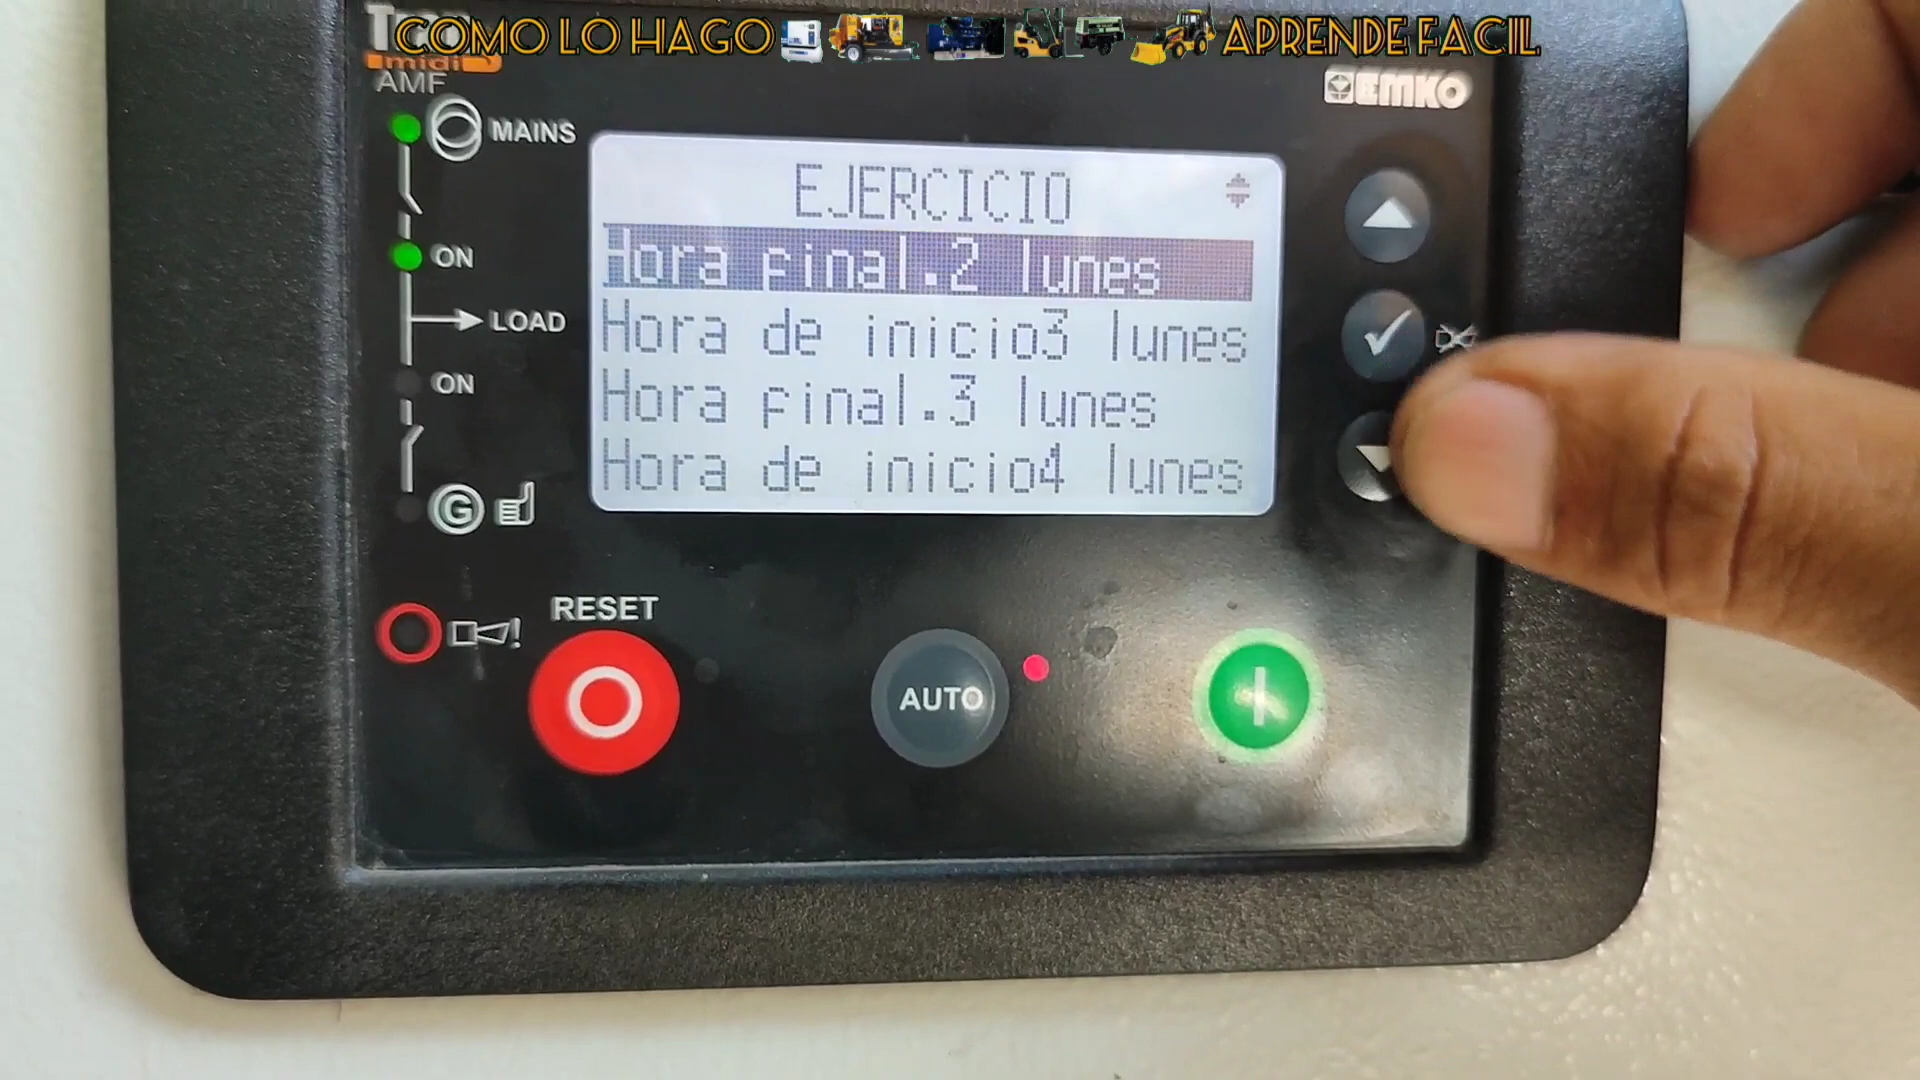 COMO LO HAGO APRENDE FACIL
midi
AMF
EMKO
MAINS
ON
LOAD
ON
G
EJERCICIO
Hora final.2 lunes
Hora de inicio3 lunes
Hora final.3 lunes
Hora de inicio4 lunes
RESET
AUTO